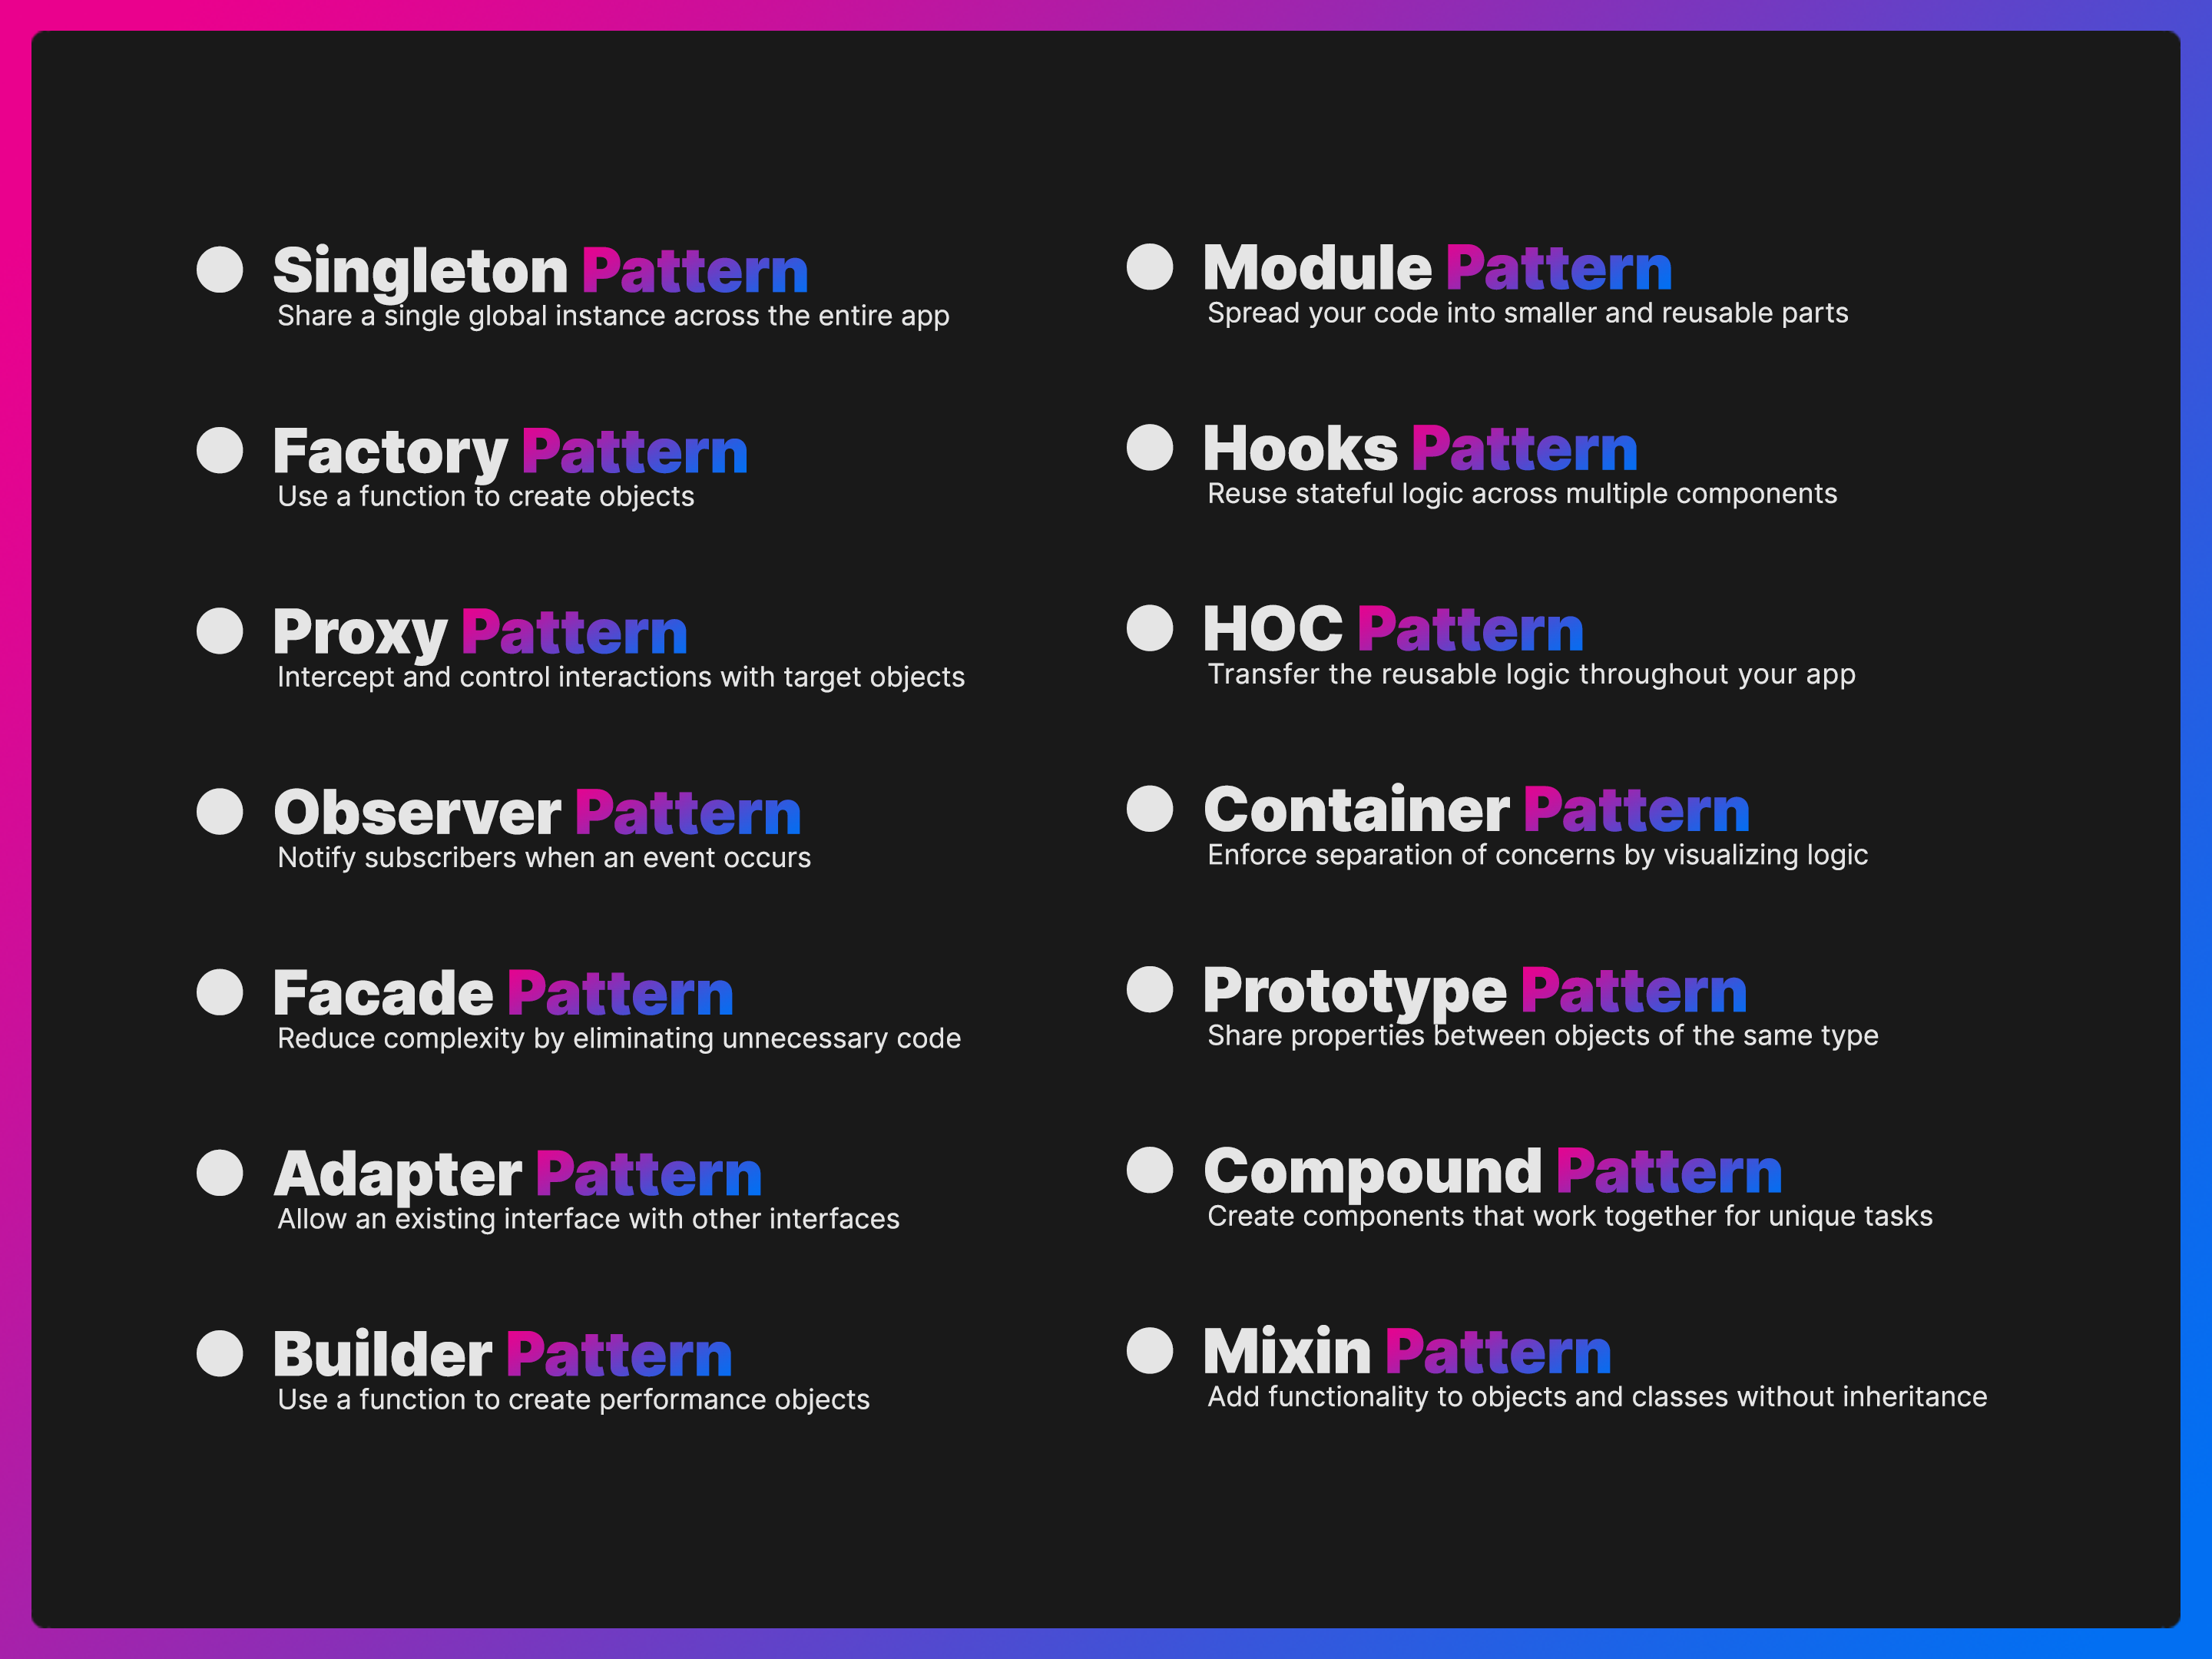 Singleton Pattern
Share a single global instance across the entire app
Factory Pattern
Use a function to create objects
Proxy Pattern
Intercept and control interactions with target objects
Observer Pattern
Notify subscribers when an event occurs
Facade Pattern
Reduce complexity by eliminating unnecessary code
Adapter Pattern
Allow an existing interface with other interfaces
Builder Pattern
Use a function to create performance objects
Module Pattern
Spread your code into smaller and reusable parts
Hooks Pattern
Reuse stateful logic across multiple components
HOC Pattern
Transfer the reusable logic throughout your app
Container Pattern
Enforce separation of concerns by visualizing logic
Prototype Pattern
Share properties between objects of the same type
Compound Pattern
Create components that work together for unique tasks
Mixin Pattern
Add functionality to objects and classes without inheritance